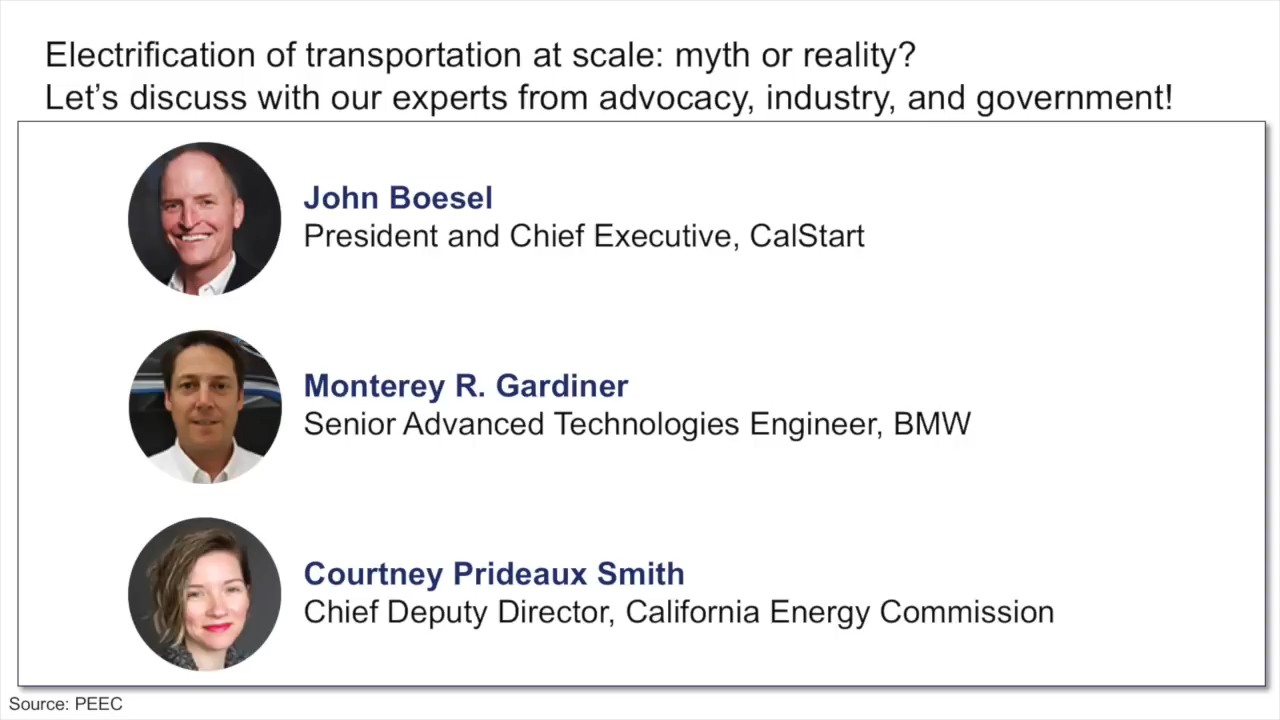 Electrification of transportation at scale: myth or reality?
Let’s discuss with our experts from advocacy, industry, and government!
John Boesel
President and Chief Executive, CalStart
Monterey R. Gardiner
Senior Advanced Technologies Engineer, BMW
Courtney Prideaux Smith
Chief Deputy Director, California Energy Commission
Source: PEEC